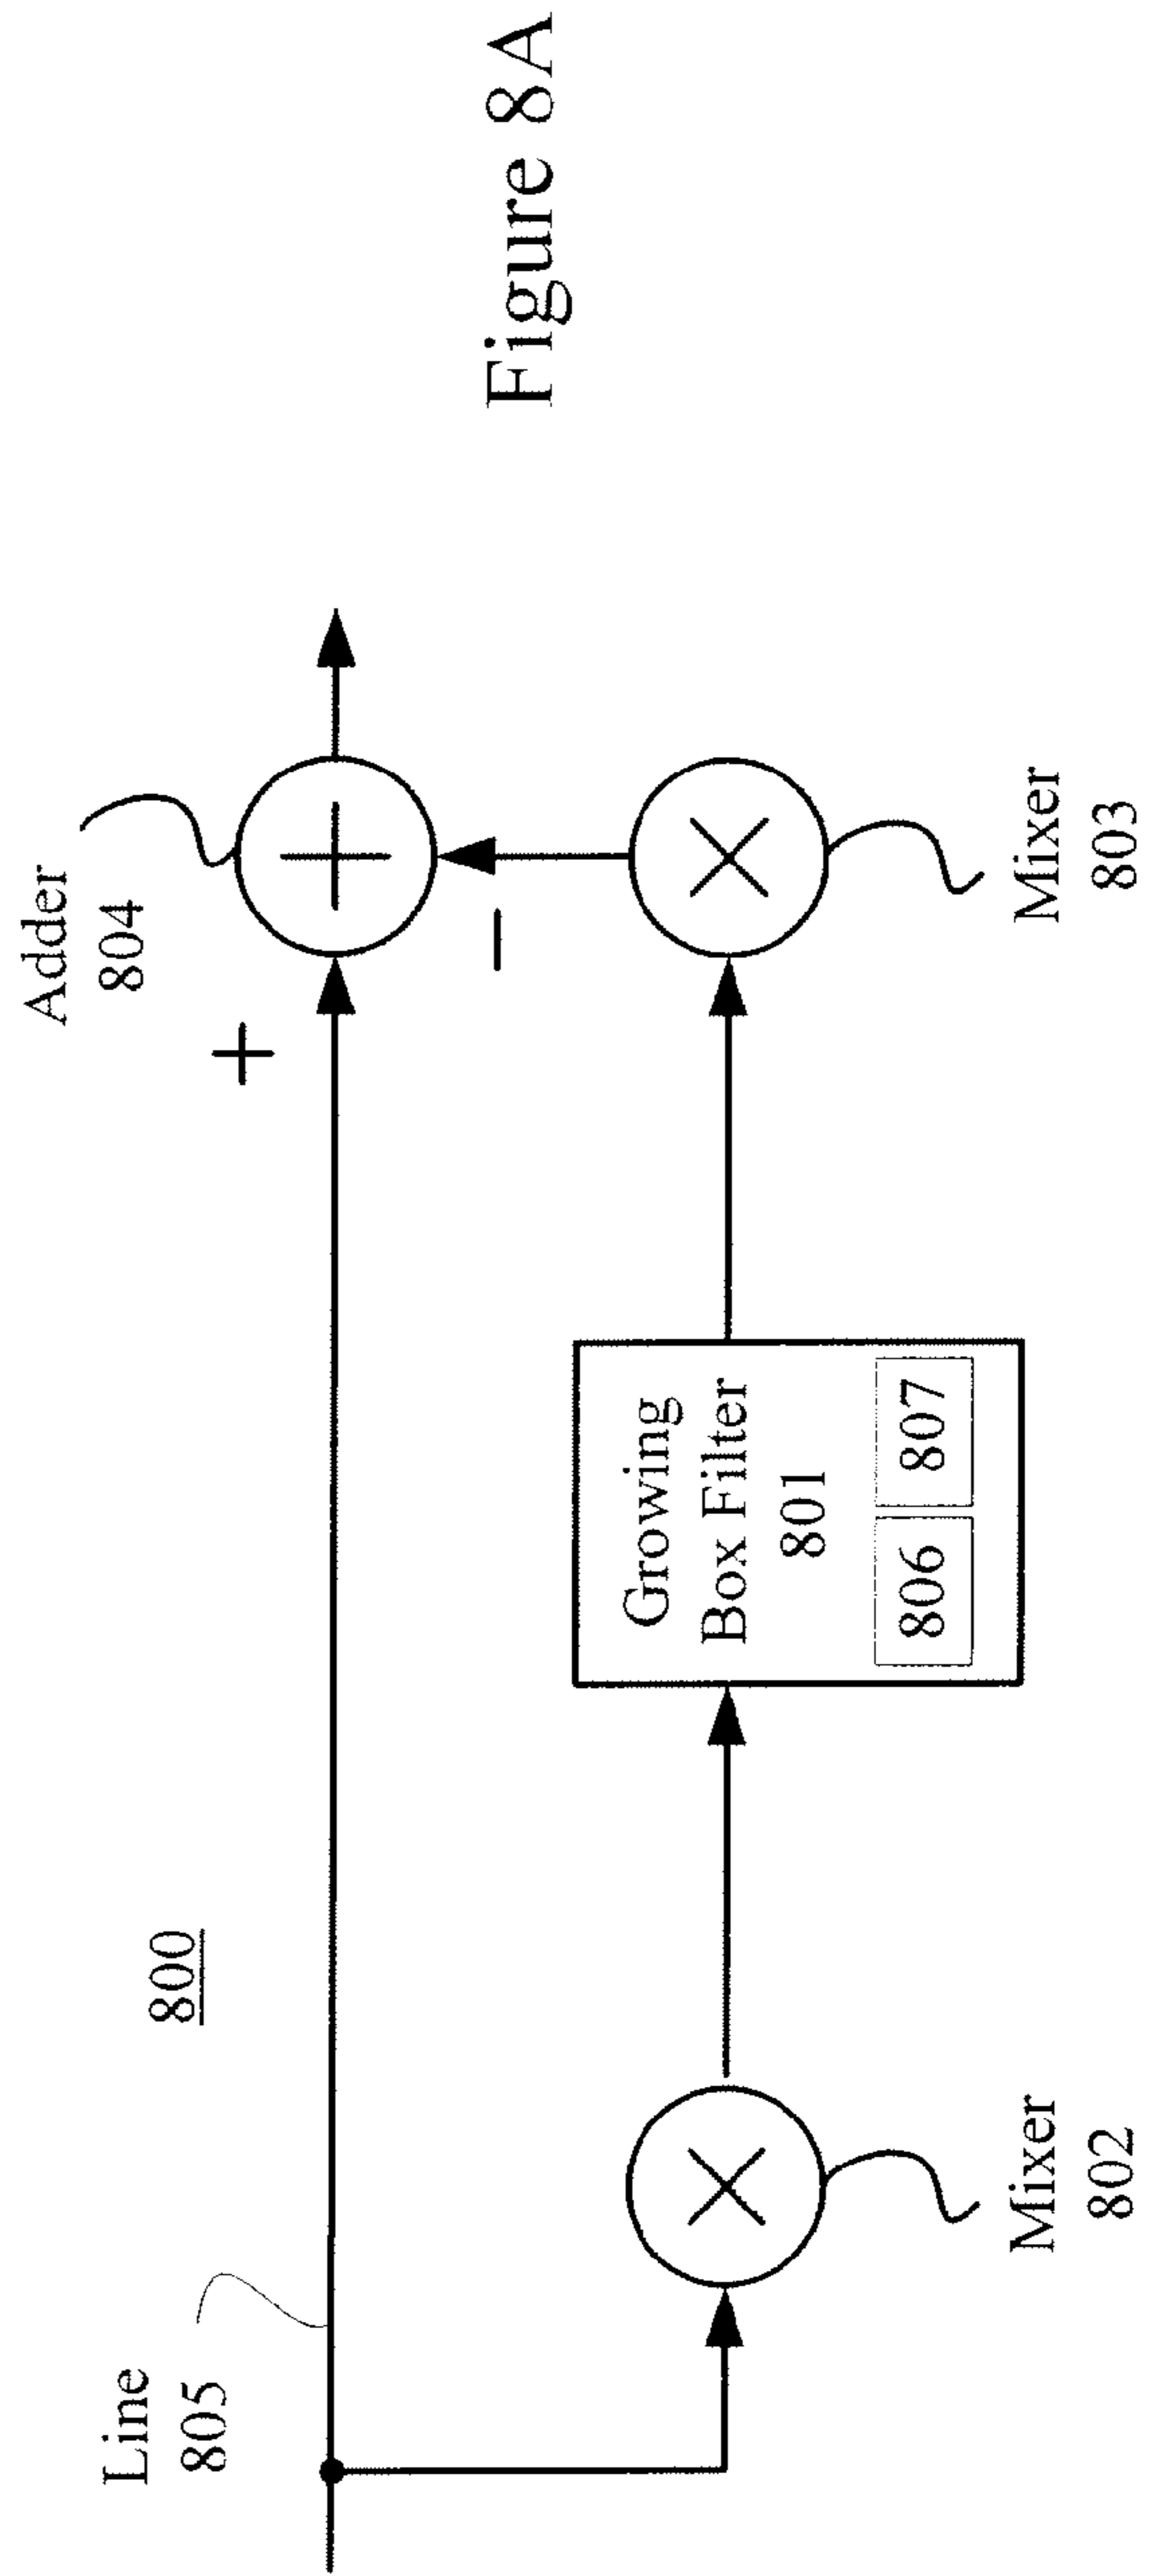 Line
805
800
Adder
804
+
−
Growing
Box Filter
801
806 807
Mixer
802
Mixer
803
Figure 8A